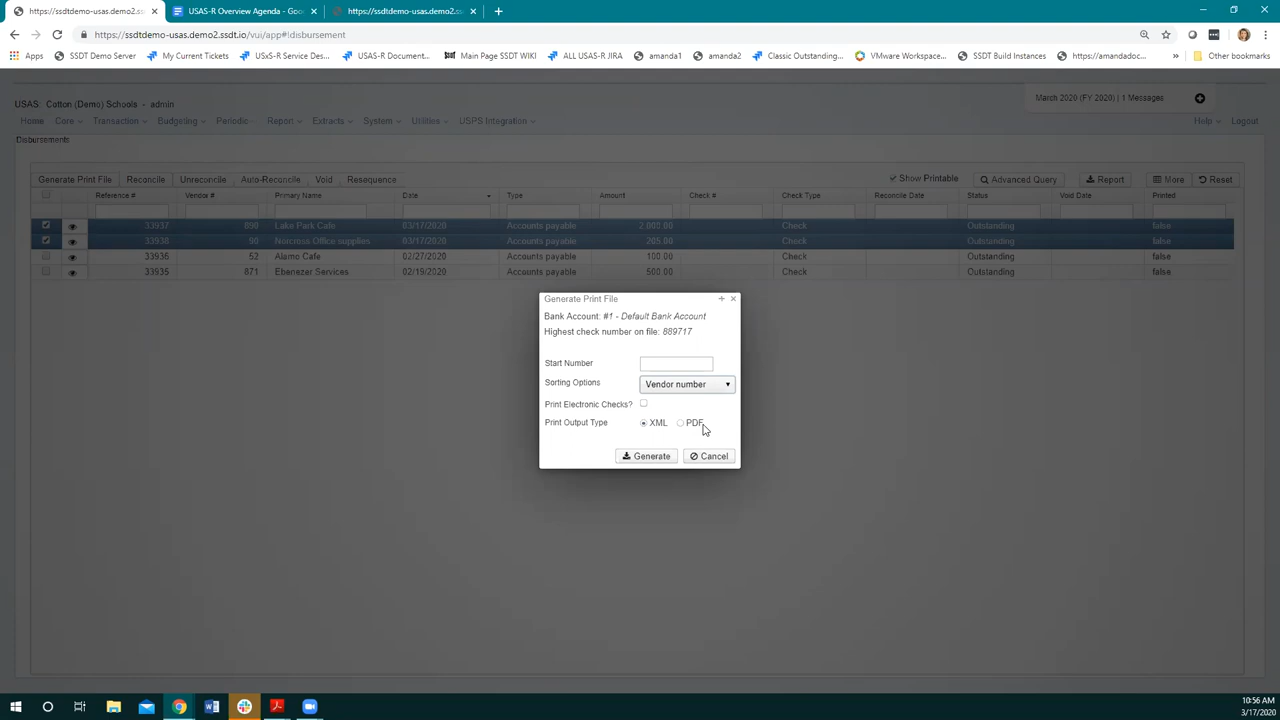 https://ssdtdemo-usas.demo2.ssdt.io
USAS-R Overview Agenda - Goo
https://ssdtdemo-usas.demo2.ssdt
https://ssdtdemo-usas.demo2.ssdt.io/vui/app#!disbursement
Apps SSDT Demo Server My Current Tickets USxS Service Des... USAS-R Document... Main Page SSDT WIKI ALL USAS-R JIRA amanda1 amanda2 Classic Outstanding... VMware Workspace... SSDT Build Instances https://amandadoc... » Other bookmarks
March 2020 (FY 2020) | 1 Messages
USAS: Cotton (Demo) Schools - admin
Home Core Transaction Budgeting Periodic Report Extracts System Utilities USPS Integration Help Logout
Disbursements
Generate Print File Reconcile Unreconcile Auto-Reconcile Void Resequence Show Printable Advanced Query Report More Reset
Reference # Vendor # Primary Name Date Type Amount Check # Check Type Reconcile Date Status Void Date Printed
33937 890 Lake Park Cafe 03/17/2020 Accounts payable 2,000.00 Check Outstanding false
33938 90 Norcross Office supplies 03/17/2020 Accounts payable 205.00 Check Outstanding false
33936 52 Alamo Cafe 02/27/2020 Accounts payable 100.00 Check Outstanding false
33935 871 Ebenezer Services 02/19/2020 Accounts payable 500.00 Check Outstanding false
Generate Print File
Bank Account: #1 - Default Bank Account
Highest check number on file: 889717
Start Number
Sorting Options Vendor number
Print Electronic Checks?
Print Output Type XML PDF
Generate Cancel
10:56 AM
3/17/2020